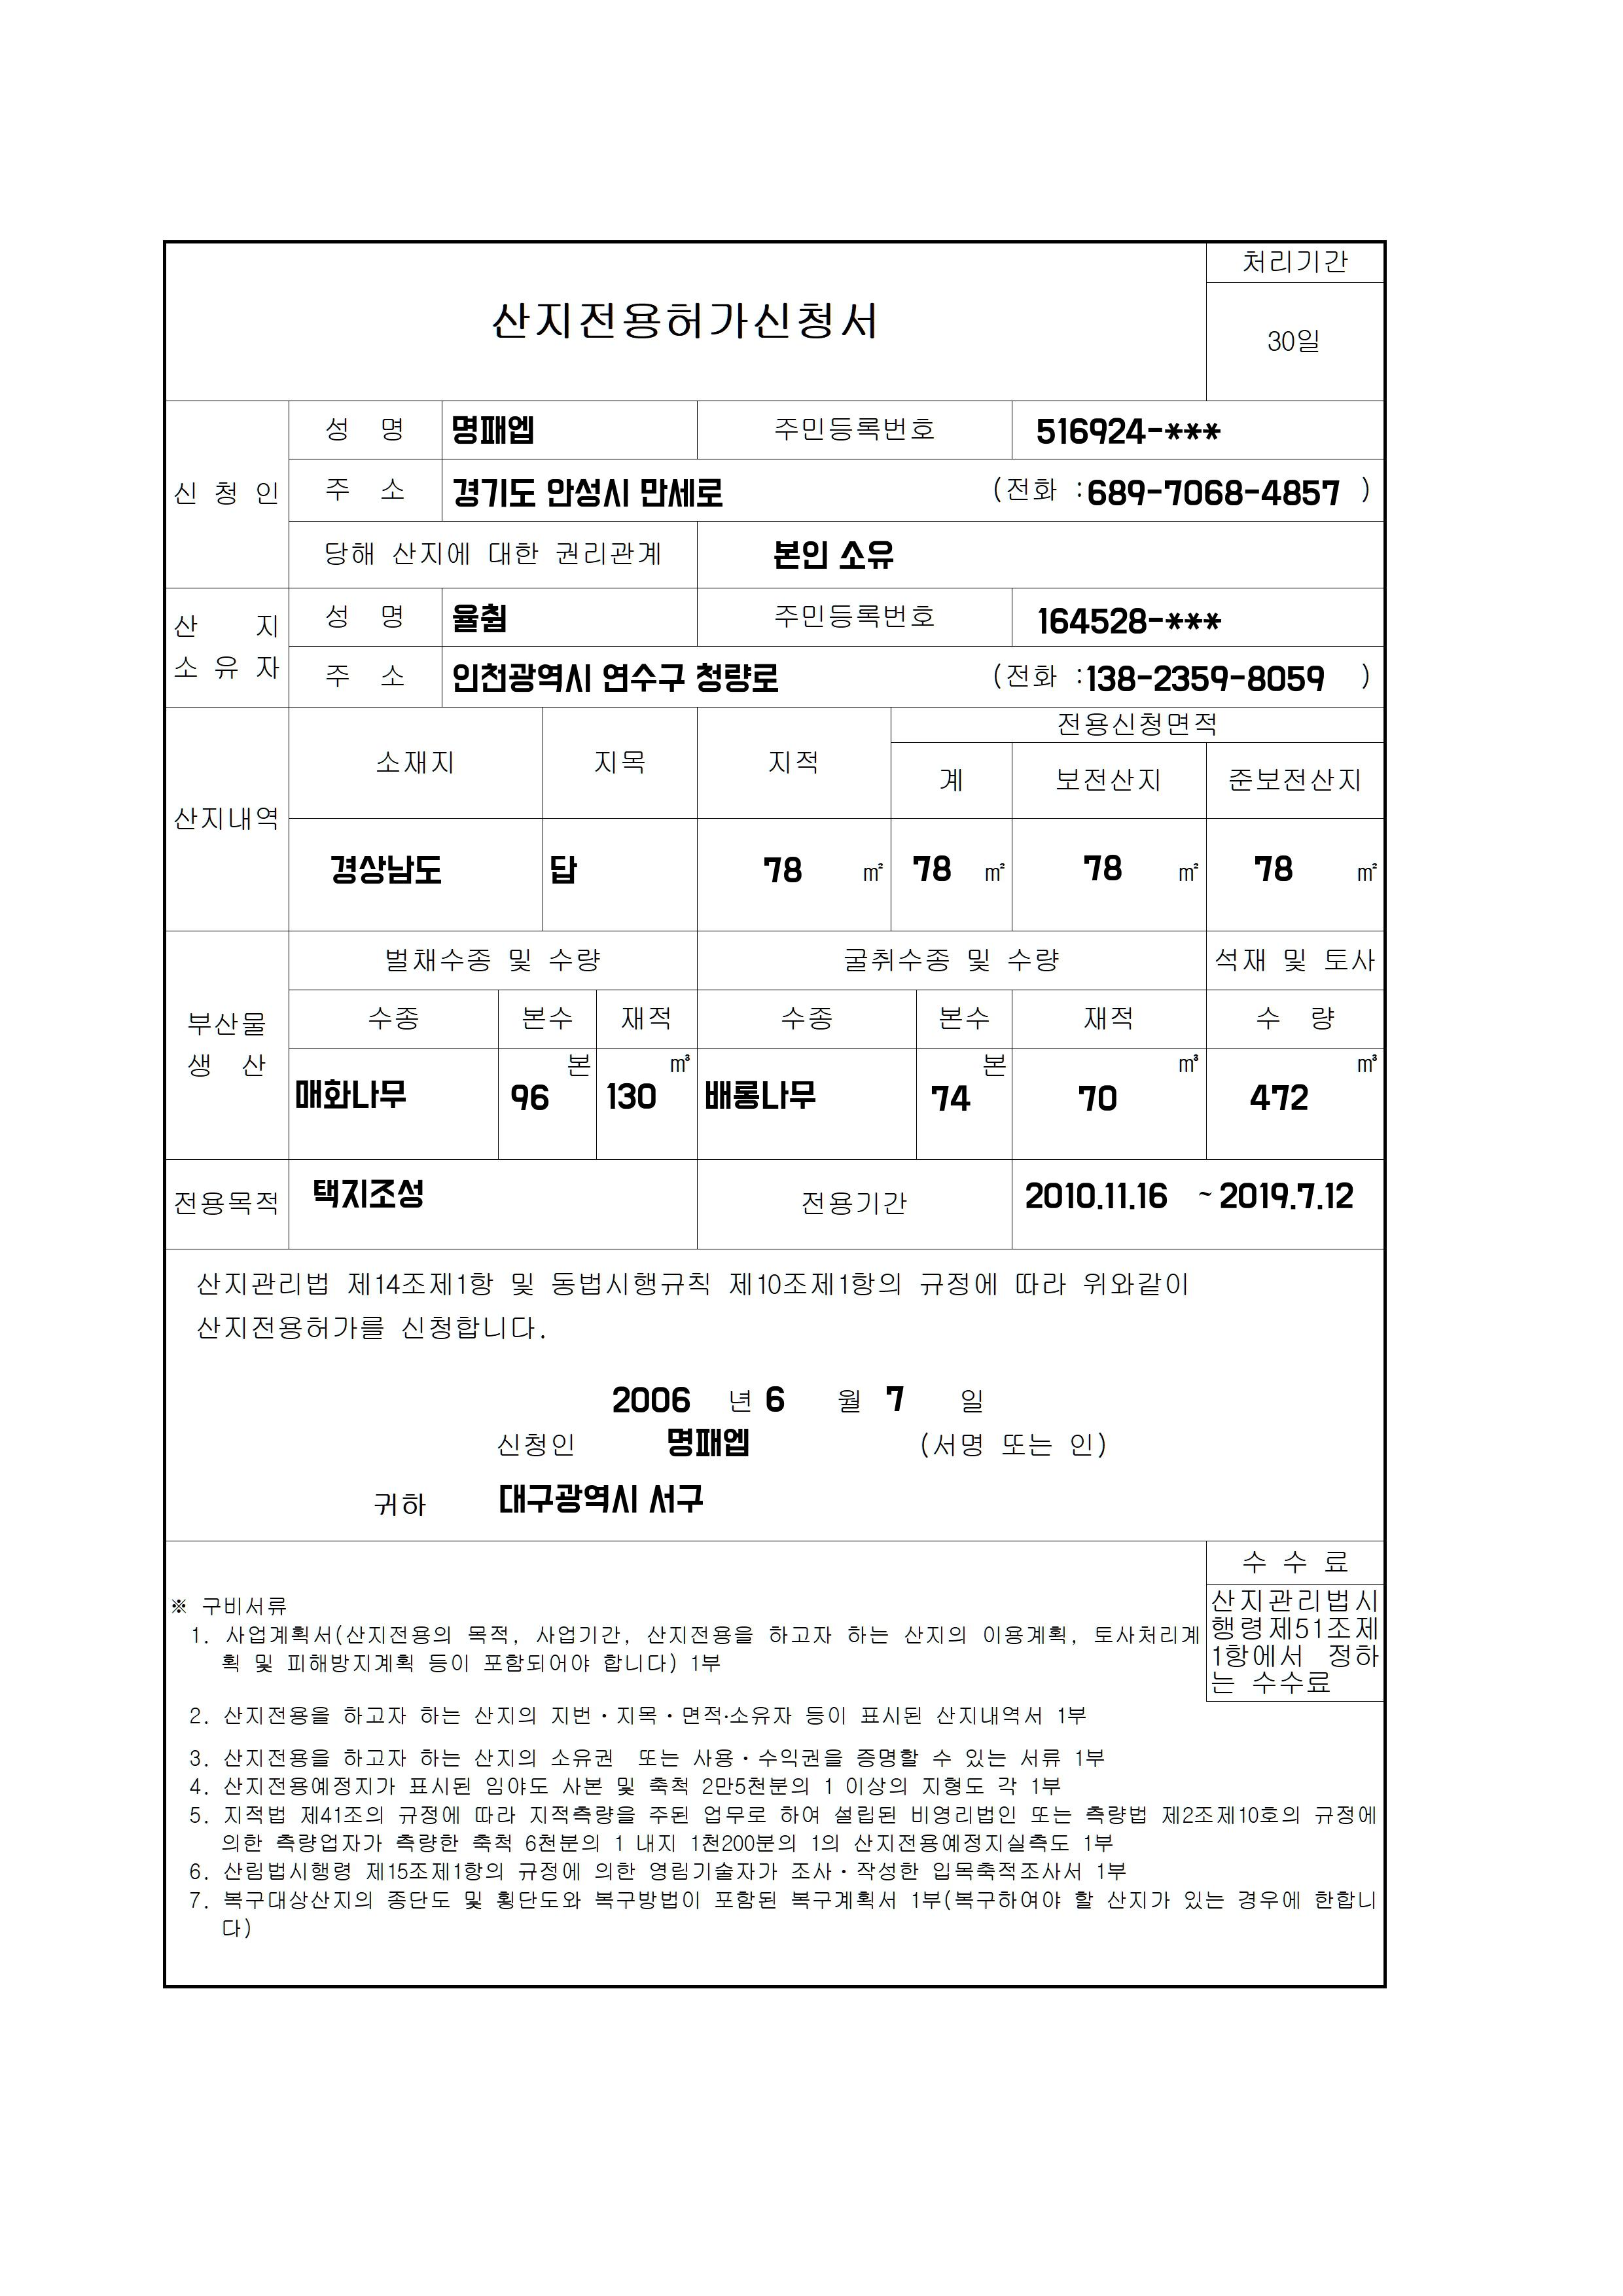 처리기간
산지전용허가신청서
30일
성 명 명패엡 주민등록번호 516924-***
신 청 인 주 소 경기도 안성시 만세로 (전화 :689-7068-4857 )
당해 산지에 대한 권리관계 본인 소유
산 지 소 유 자 성 명 율췸 주민등록번호 164528-***
주 소 인천광역시 연수구 청량로 (전화 :138-2359-8059 )
산지내역 소재지 지목 지적 전용신청면적
계 보전산지 준보전산지
경상남도 답 78 ㎡ 78 ㎡ 78 ㎡ 78 ㎡
부산물 생 산 벌채수종 및 수량 굴취수종 및 수량 석재 및 토사
수종 본수 재적 수종 본수 재적 수 량
매화나무 96 본 130 ㎥ 배롱나무 74 본 70 ㎥ 472 ㎥
전용목적 택지조성 전용기간 2010.11.16 ~ 2019.7.12
산지관리법 제14조제1항 및 동법시행규칙 제10조제1항의 규정에 따라 위와같이
산지전용허가를 신청합니다.
2006 년 6 월 7 일
신청인 명패엡 (서명 또는 인)
귀하 대구광역시 서구
수 수 료
산지관리법시
행령제51조제
1항에서 정하
는 수수료
※ 구비서류
1. 사업계획서(산지전용의 목적, 사업기간, 산지전용을 하고자 하는 산지의 이용계획, 토사처리계
획 및 피해방지계획 등이 포함되어야 합니다) 1부
2. 산지전용을 하고자 하는 산지의 지번·지목·면적·소유자 등이 표시된 산지내역서 1부
3. 산지전용을 하고자 하는 산지의 소유권 또는 사용·수익권을 증명할 수 있는 서류 1부
4. 산지전용예정지가 표시된 임야도 사본 및 축척 2만5천분의 1 이상의 지형도 각 1부
5. 지적법 제41조의 규정에 따라 지적측량을 주된 업무로 하여 설립된 비영리법인 또는 측량법 제2조제10호의 규정에
의한 측량업자가 측량한 축척 6천분의 1 내지 1천200분의 1의 산지전용예정지실측도 1부
6. 산림법시행령 제15조제1항의 규정에 의한 영림기술자가 조사·작성한 입목축적조사서 1부
7. 복구대상산지의 종단도 및 횡단도와 복구방법이 포함된 복구계획서 1부(복구하여야 할 산지가 있는 경우에 한합니
다)